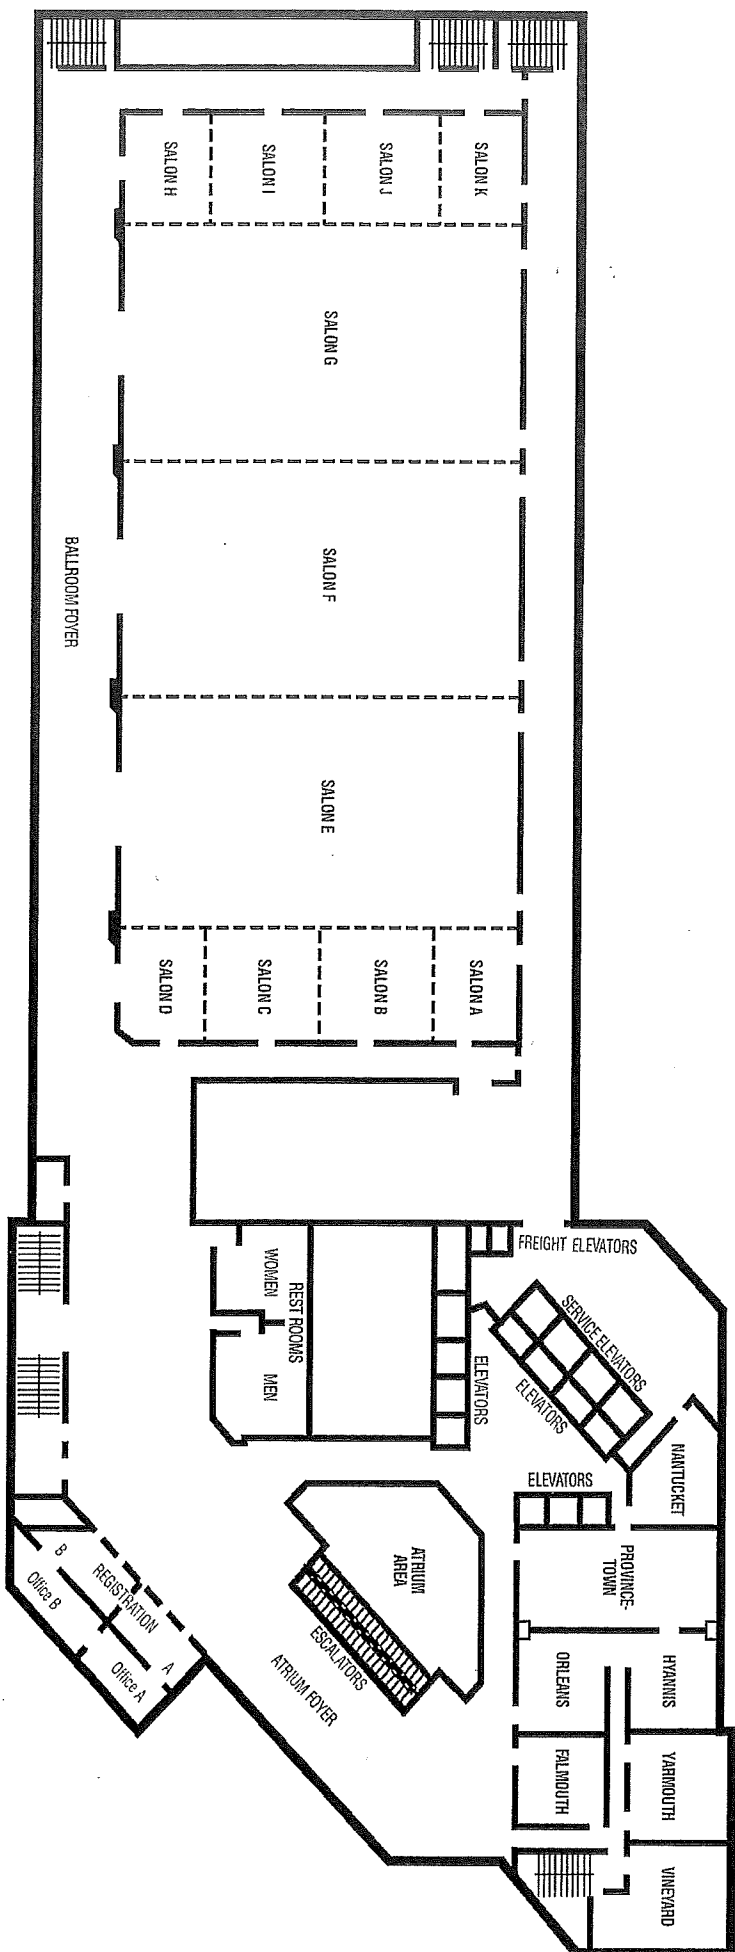 SALON H
SALON I
SALON J
SALON K
SALON G
SALON F
BALLROOM FOYER
SALON E
SALON D
SALON C
SALON B
SALON A
FREIGHT ELEVATORS
WOMEN
REST ROOMS
MEN
ELEVATORS
SERVICE ELEVATORS
ELEVATORS
NANTUCKET
ELEVATORS
PROVINCE-
TOWN
ATRIUM
AREA
ESCALATORS
ATRIUM FOYER
B
REGISTRATION
A
Office B
Office A
ORLEANS
HYANNIS
FALMOUTH
YARMOUTH
VINEYARD